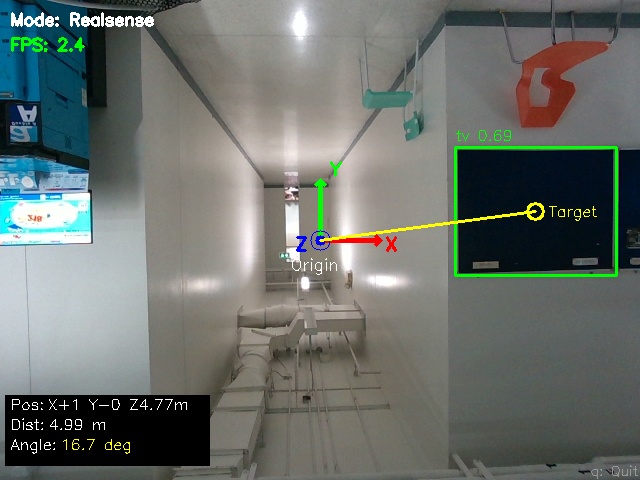 Mode: Realsense
FPS: 2.4
tv 0.69
Y
Target
Z
X
Origin
Pos: X+1 Y-0 Z4.77m
Dist: 4.99 m
Angle: 16.7 deg
q: Quit